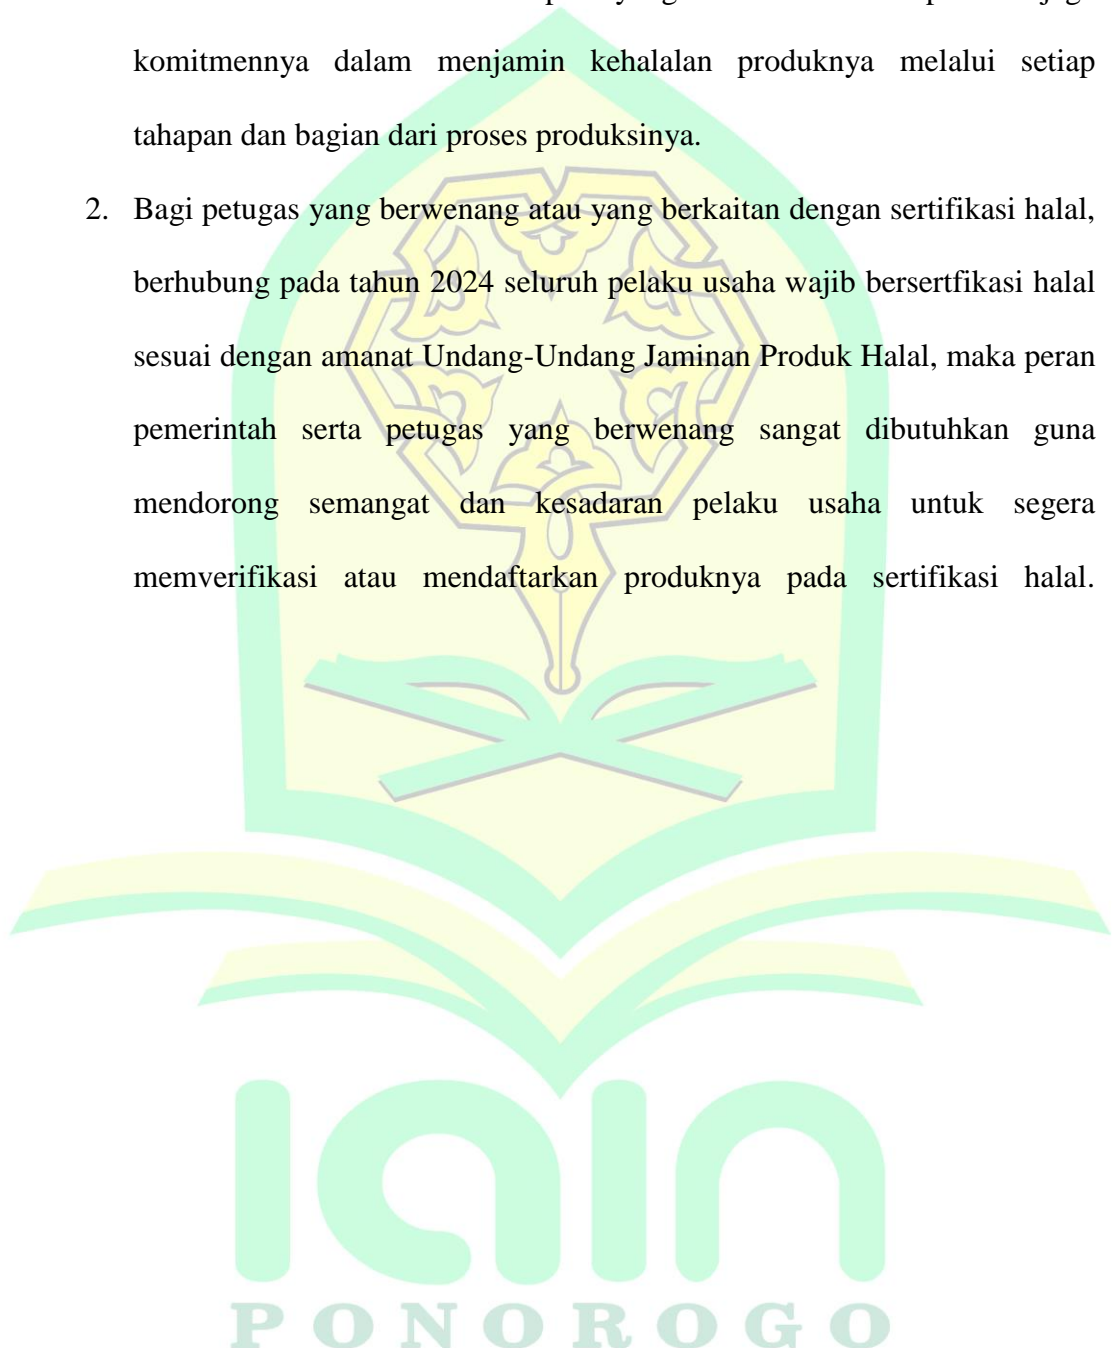 komitmennya dalam menjamin kehalalan produknya melalui setiap
tahapan dan bagian dari proses produksinya.
2. Bagi petugas yang berwenang atau yang berkaitan dengan sertifikasi halal,
berhubung pada tahun 2024 seluruh pelaku usaha wajib bersertfikasi halal
sesuai dengan amanat Undang-Undang Jaminan Produk Halal, maka peran
pemerintah serta petugas yang berwenang sangat dibutuhkan guna
mendorong semangat dan kesadaran pelaku usaha untuk segera
memverifikasi atau mendaftarkan produknya pada sertifikasi halal.
IAIN
PONOROGO